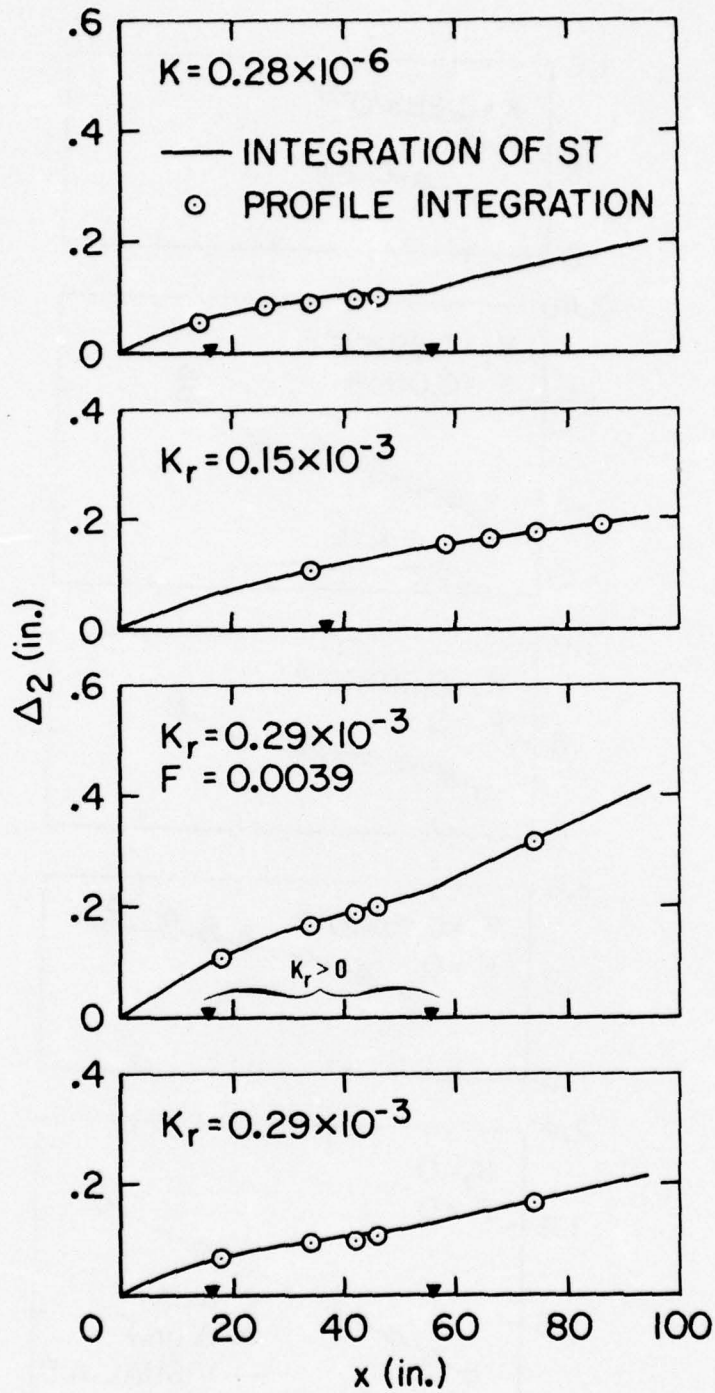 .6
K = 0.28×10⁻⁶
.4
INTEGRATION OF ST
PROFILE INTEGRATION
.2
0
.4
Kr = 0.15×10⁻³
.2
0
Δ2 (in.)
.6
Kr = 0.29×10⁻³
F = 0.0039
.4
.2
Kr > 0
0
.4
Kr = 0.29×10⁻³
.2
0 20 40 60 80 100
x (in.)